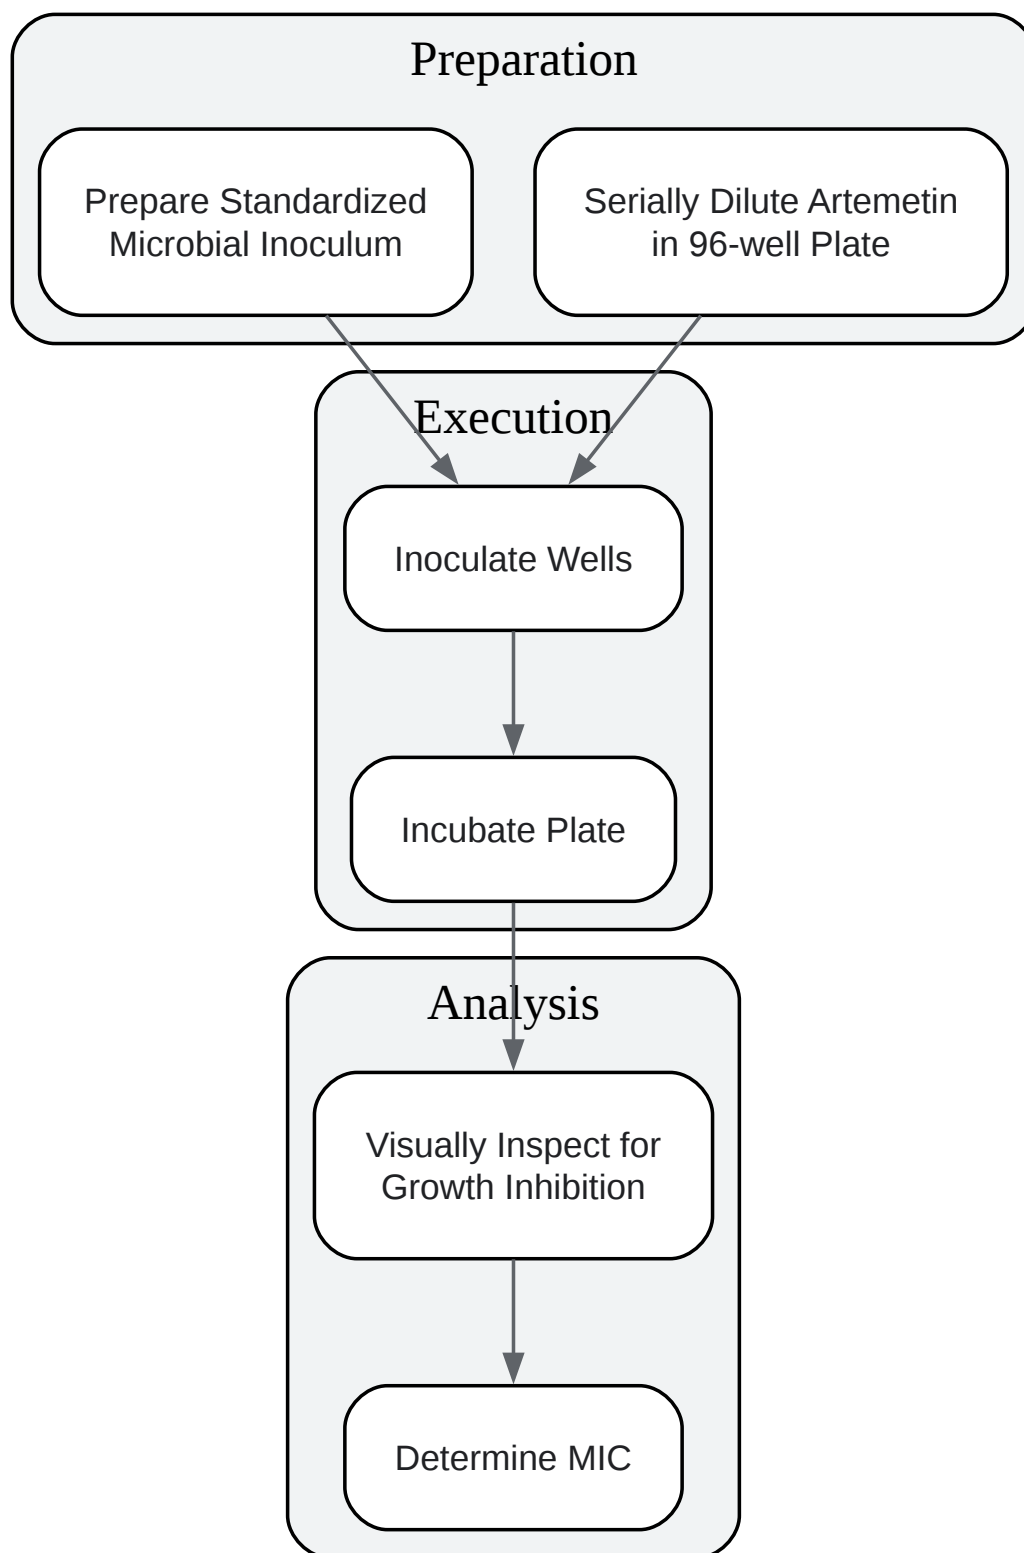 Preparation
Prepare Standardized
Microbial Inoculum
Serially Dilute Artemetin
in 96-well Plate
Execution
Inoculate Wells
Incubate Plate
Analysis
Visually Inspect for
Growth Inhibition
Determine MIC